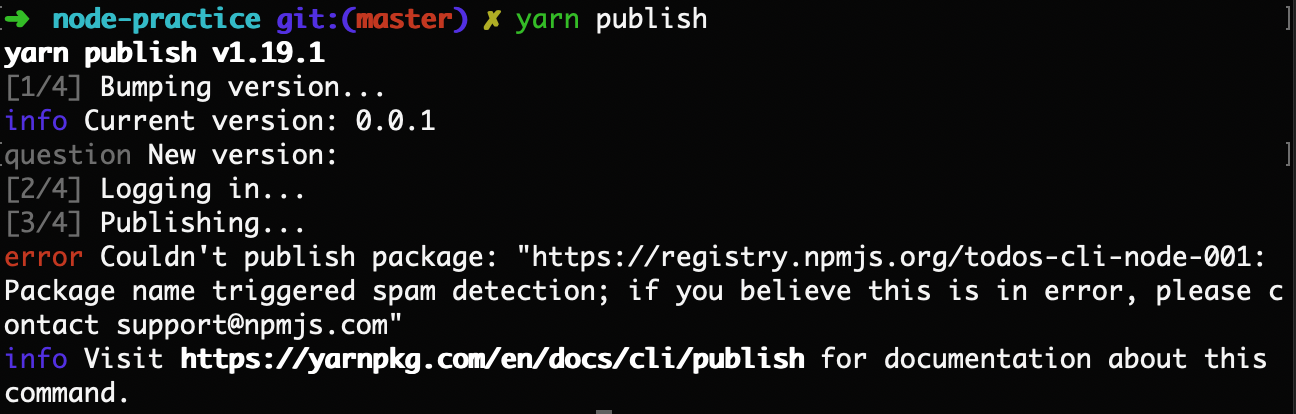 ➜ node-practice git:(master) ✗ yarn publish
yarn publish v1.19.1
[1/4] Bumping version...
info Current version: 0.0.1
question New version:
[2/4] Logging in...
[3/4] Publishing...
error Couldn't publish package: "https://registry.npmjs.org/todos-cli-node-001:
Package name triggered spam detection; if you believe this is in error, please c
ontact support@npmjs.com"
info Visit https://yarnpkg.com/en/docs/cli/publish for documentation about this
command.